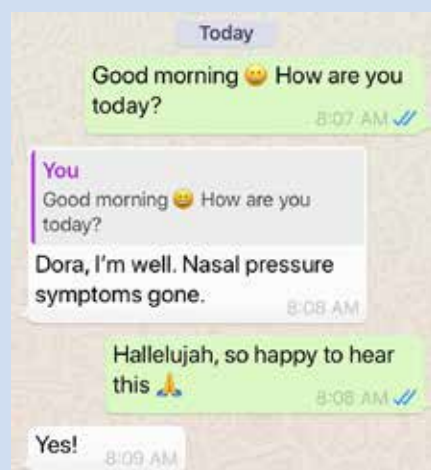 Today
Good morning 😀 How are you
today?
8:07 AM
You
Good morning 😀 How are you
today?
Dora, I'm well. Nasal pressure
symptoms gone.
8:08 AM
Hallelujah, so happy to hear
this 🙏
8:08 AM
Yes!
8:09 AM